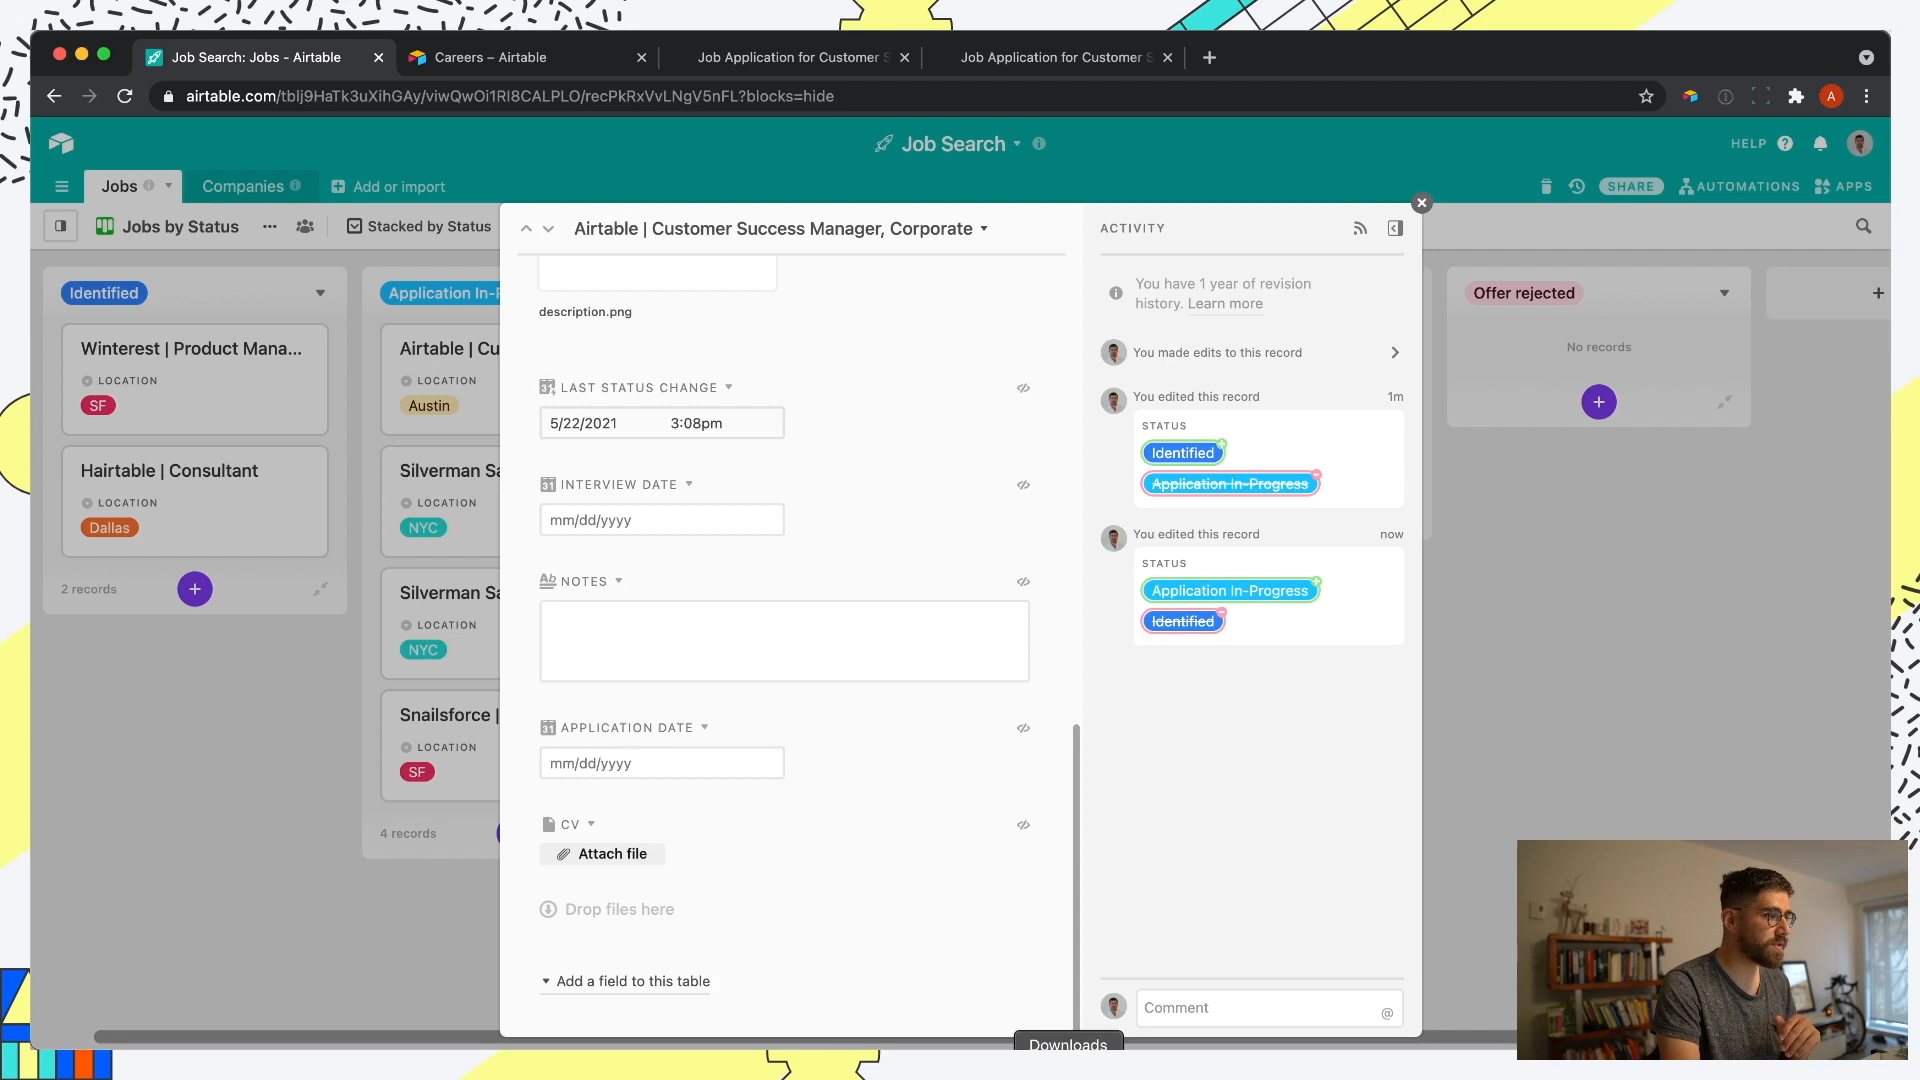 Job Search: Jobs - Airtable
Careers – Airtable
Job Application for Customer S
Job Application for Customer S
airtable.com/tblj9HaTk3uXihGAy/viwQwOi1RI8CALPLO/recPkRxVvLNgV5nFL?blocks=hide
A
Job Search
HELP
Jobs
Companies
Add or import
SHARE
AUTOMATIONS
APPS
Jobs by Status
Stacked by Status
Identified
Winterest | Product Mana...
LOCATION
SF
Hairtable | Consultant
LOCATION
Dallas
2 records
Application In-P
Airtable | Cu
LOCATION
Austin
Silverman Sa
LOCATION
NYC
Silverman Sa
LOCATION
NYC
Snailsforce |
LOCATION
SF
4 records
Airtable | Customer Success Manager, Corporate
description.png
LAST STATUS CHANGE
5/22/2021 3:08pm
INTERVIEW DATE
mm/dd/yyyy
NOTES
APPLICATION DATE
mm/dd/yyyy
CV
Attach file
Drop files here
Add a field to this table
ACTIVITY
You have 1 year of revision
history. Learn more
You made edits to this record
You edited this record 1m
STATUS
Identified
Application In-Progress
You edited this record now
STATUS
Application In-Progress
Identified
Comment
@
Offer rejected
No records
Downloads